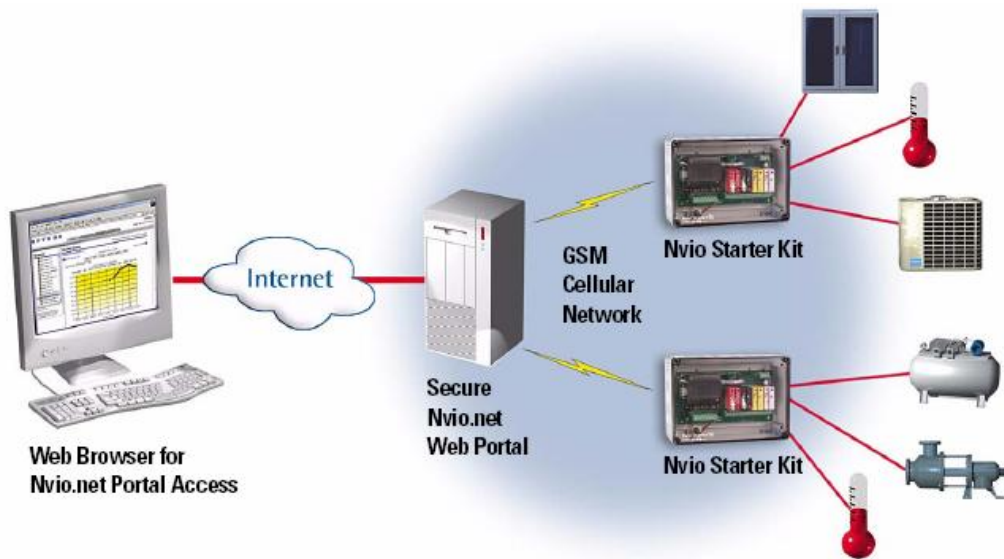 Internet
GSM
Cellular
Network
Nvio Starter Kit
Nvio Starter Kit
Secure
Nvio.net
Web Portal
Web Browser for
Nvio.net Portal Access